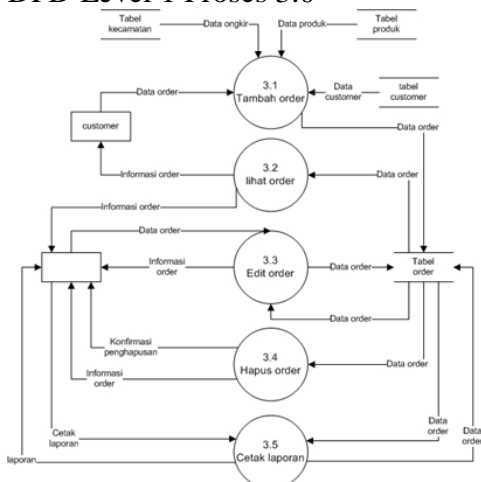 DFD Level 1 Proses 3.0
Tabel
kecamatan
Data ongkir
Data produk
Tabel
produk
3.1
Tambah order
Data
customer
tabel
customer
Data order
customer
Data order
3.2
lihat order
Informasi order
Informasi order
Data order
Data order
3.3
Edit order
Informasi
order
Data order
Tabel
order
Data order
Konfirmasi
penghapusan
3.4
Hapus order
Data order
Informasi
order
Cetak
laporan
3.5
Cetak laporan
Data
order
Data
order
laporan